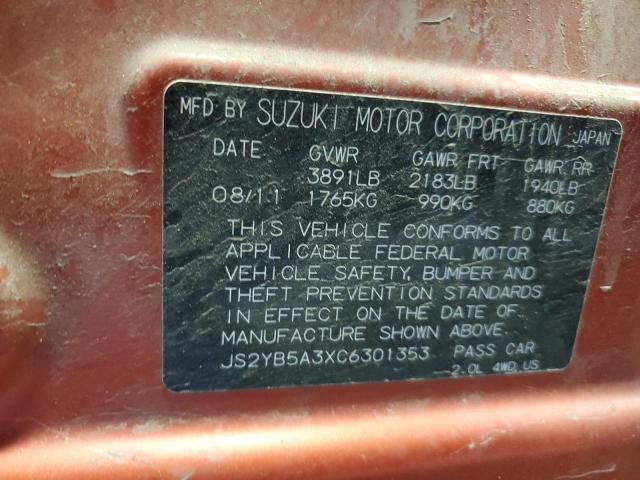 MFD BY SUZUKI MOTOR CORPORATION JAPAN
DATE GVWR GAWR FRT GAWR RR
3891LB 2183LB 1940LB
08/11 1765KG 990KG 880KG
THIS VEHICLE CONFORMS TO ALL
APPLICABLE FEDERAL MOTOR
VEHICLE SAFETY, BUMPER AND
THEFT PREVENTION STANDARDS
IN EFFECT ON THE DATE OF
MANUFACTURE SHOWN ABOVE.
JS2YB5A3XC6301353 PASS CAR
2.0L 4WD, US